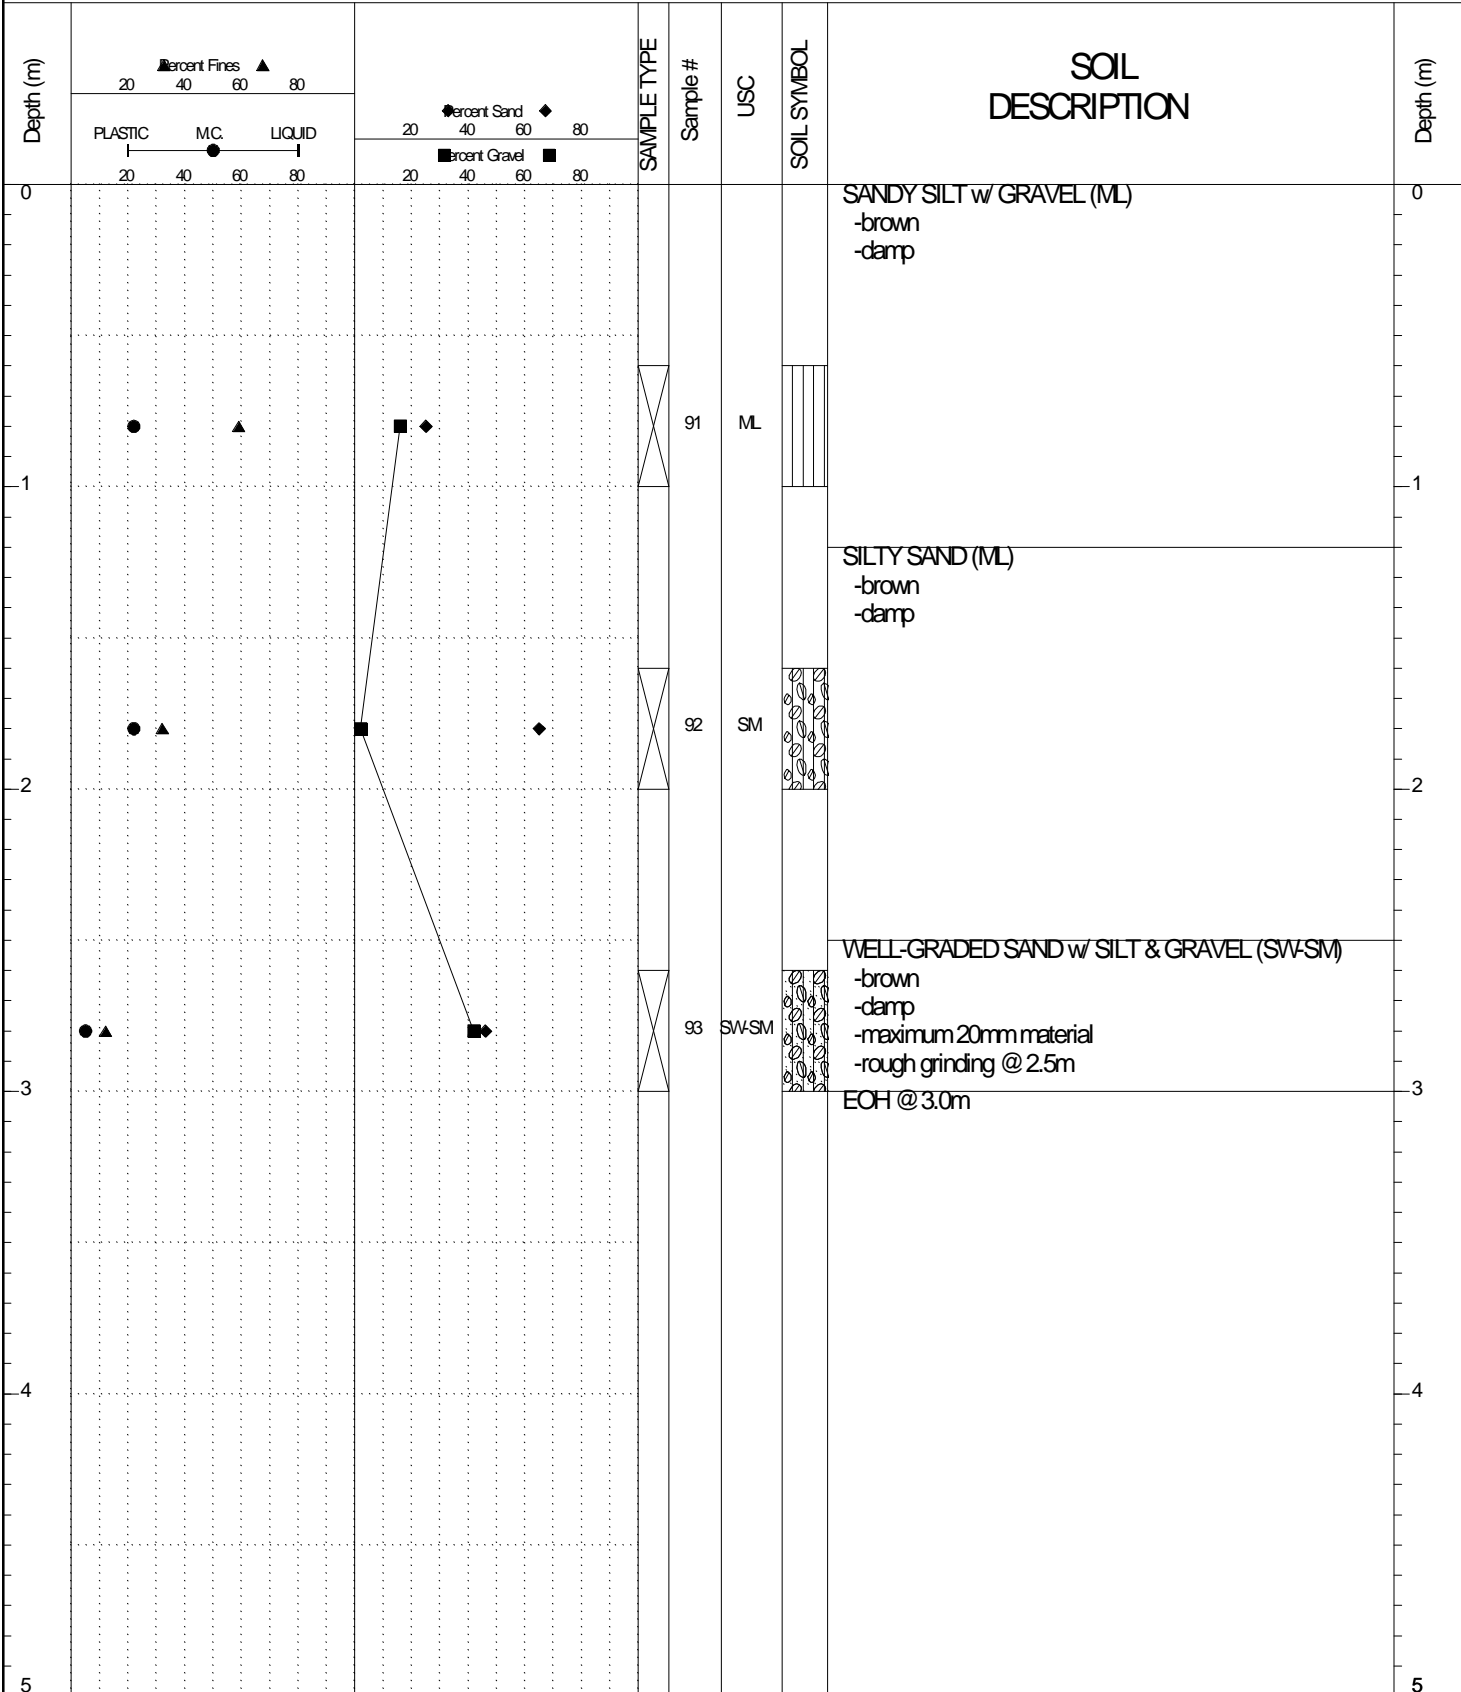 Depth (m)
Percent Fines
20 40 60 80
PLASTIC M.C. LIQUID
20 40 60 80
Percent Sand
20 40 60 80
Percent Gravel
20 40 60 80
SAMPLE TYPE
Sample #
USC
SOIL SYMBOL
SOIL
DESCRIPTION
Depth (m)
0 SANDY SILT w/ GRAVEL (ML) 0
-brown
-damp
91 ML
1 1
SILTY SAND (ML)
-brown
-damp
92 SM
2 2
WELL-GRADED SAND w/ SILT & GRAVEL (SW-SM)
-brown
-damp
93 SW-SM -maximum 20mm material
-rough grinding @ 2.5m
3 3
EOH @ 3.0m
4 4
5 5